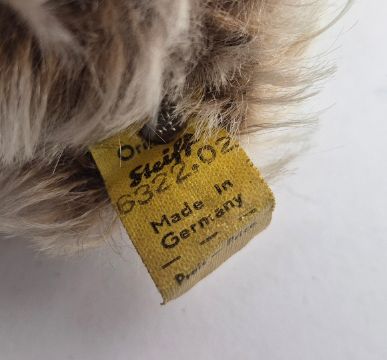 Steiff
6322,02
Made in
Germany